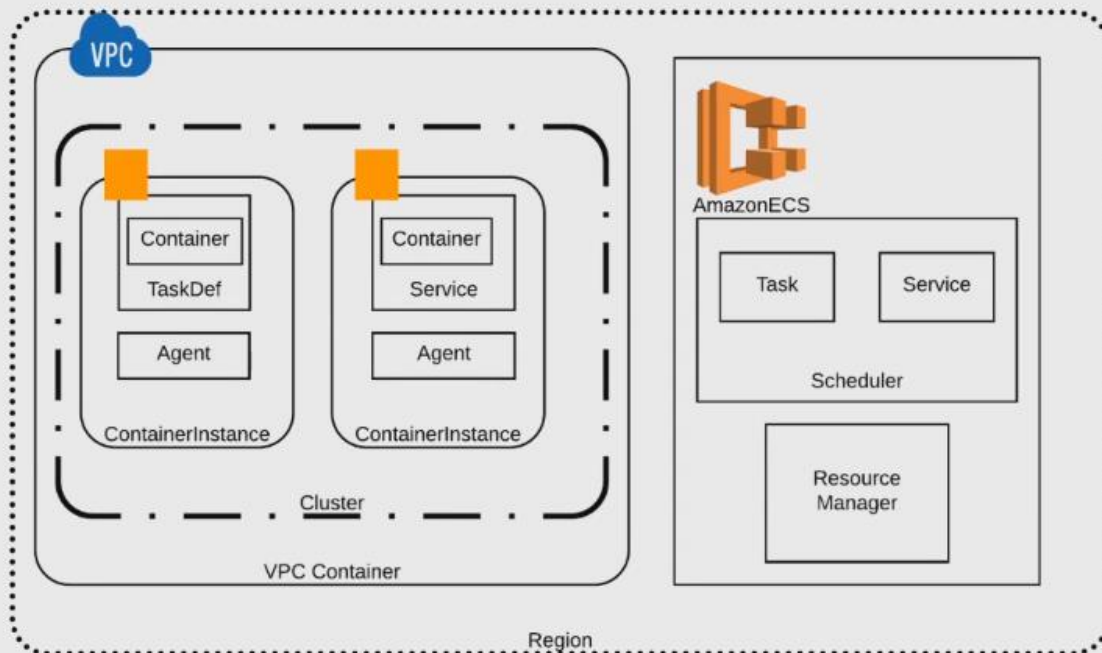 VPC
Container
TaskDef
Agent
ContainerInstance
Container
Service
Agent
ContainerInstance
Cluster
VPC Container
AmazonECS
Task
Service
Scheduler
Resource
Manager
Region